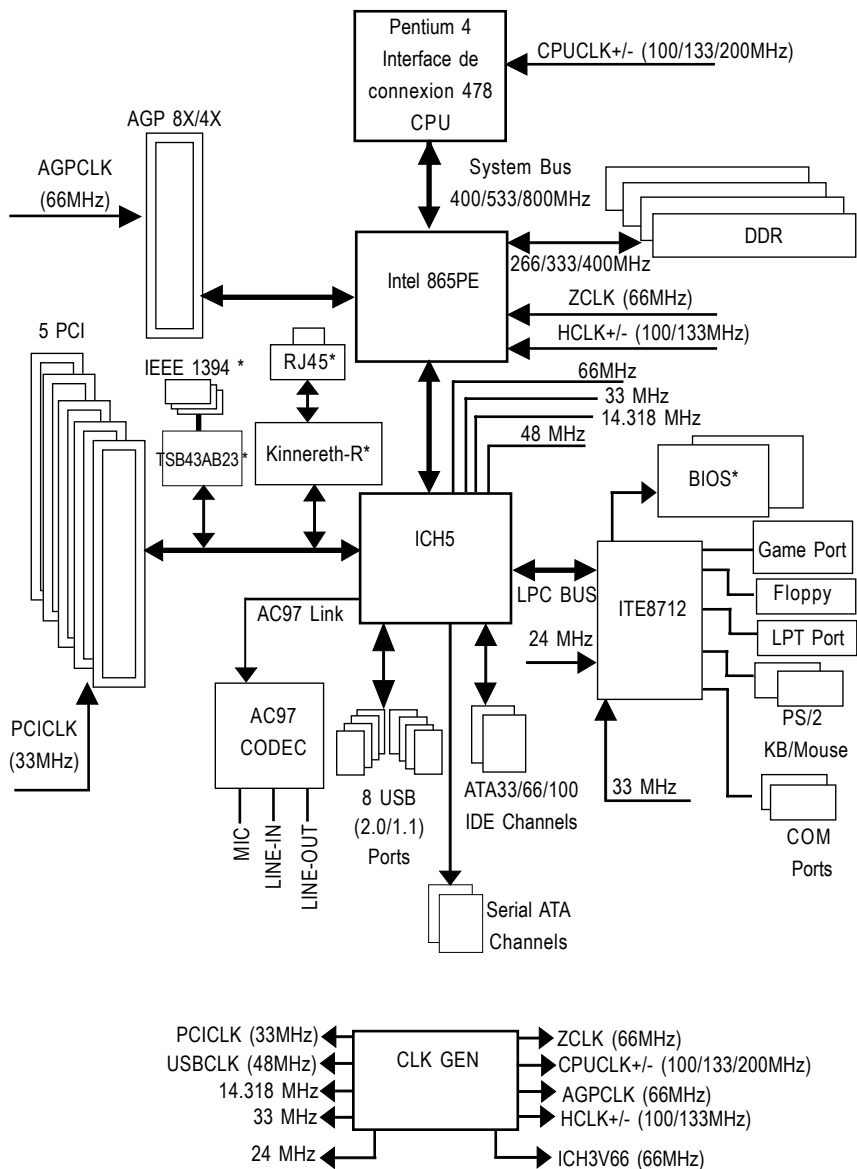 Pentium 4
Interface de
connexion 478
CPU
CPUCLK+/- (100/133/200MHz)
AGP 8X/4X
AGPCLK
(66MHz)
System Bus
400/533/800MHz
DDR
266/333/400MHz
Intel 865PE
ZCLK (66MHz)
HCLK+/- (100/133MHz)
5 PCI
IEEE 1394 *
RJ45*
66MHz
33 MHz
14.318 MHz
48 MHz
TSB43AB23*
Kinnereth-R*
BIOS*
ICH5
Game Port
LPC BUS
ITE8712
Floppy
AC97 Link
24 MHz
LPT Port
PS/2
KB/Mouse
PCICLK
(33MHz)
AC97
CODEC
8 USB
(2.0/1.1)
Ports
ATA33/66/100
IDE Channels
33 MHz
COM
Ports
MIC
LINE-IN
LINE-OUT
Serial ATA
Channels
PCICLK (33MHz)
USBCLK (48MHz)
14.318 MHz
33 MHz
24 MHz
CLK GEN
ZCLK (66MHz)
CPUCLK+/- (100/133/200MHz)
AGPCLK (66MHz)
HCLK+/- (100/133MHz)
ICH3V66 (66MHz)